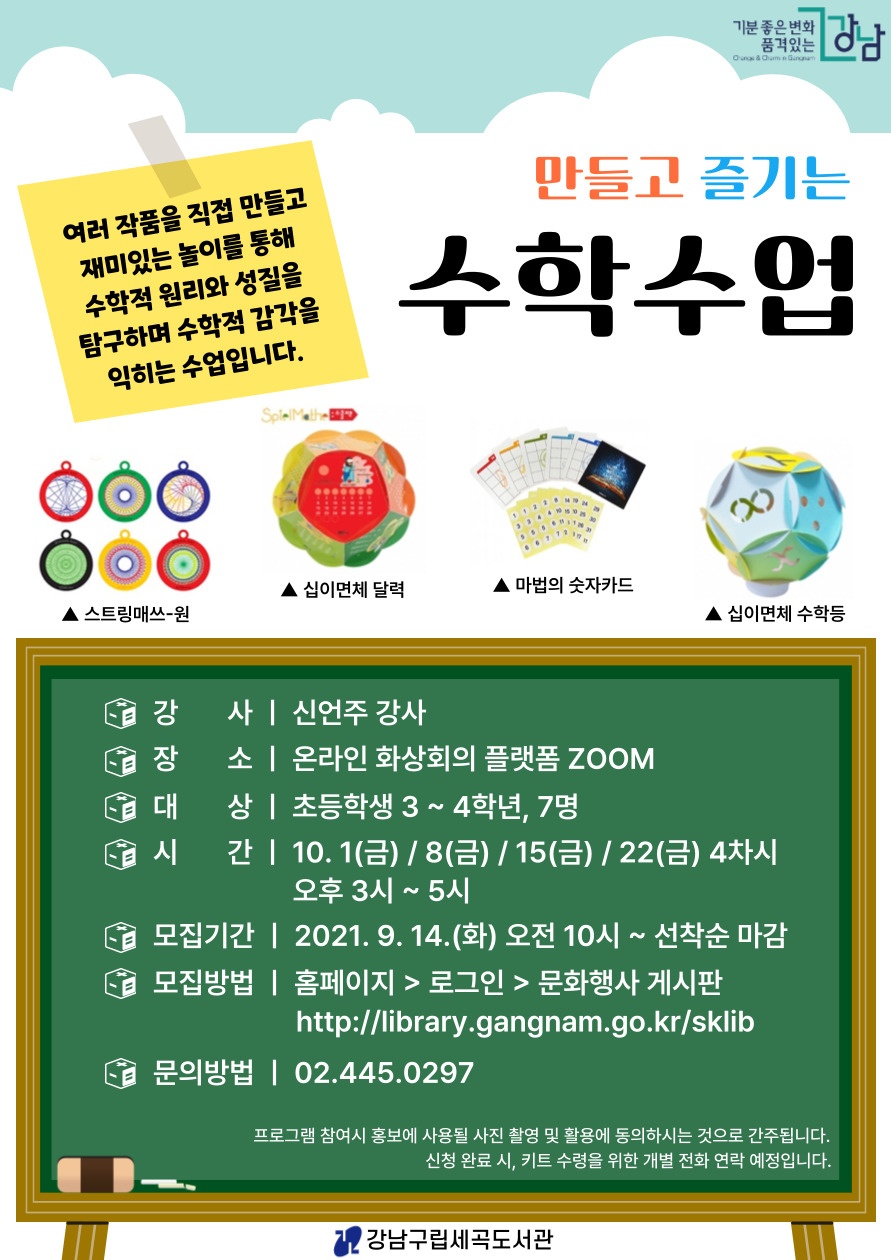 기분 좋은 변화
품격있는
강남
Change & Charm in Gangnam
만들고 즐기는
수학수업
여러 작품을 직접 만들고
재미있는 놀이를 통해
수학적 원리와 성질을
탐구하며 수학적 감각을
익히는 수업입니다.
SpielMathe
▲ 스트링매쓰-원
▲ 십이면체 달력
▲ 마법의 숫자카드
▲ 십이면체 수학등
강 사 | 신언주 강사
장 소 | 온라인 화상회의 플랫폼 ZOOM
대 상 | 초등학생 3 ~ 4학년, 7명
시 간 | 10. 1(금) / 8(금) / 15(금) / 22(금) 4차시
오후 3시 ~ 5시
모집기간 | 2021. 9. 14.(화) 오전 10시 ~ 선착순 마감
모집방법 | 홈페이지 > 로그인 > 문화행사 게시판
http://library.gangnam.go.kr/sklib
문의방법 | 02.445.0297
프로그램 참여시 홍보에 사용될 사진 촬영 및 활용에 동의하시는 것으로 간주됩니다.
신청 완료 시, 키트 수령을 위한 개별 전화 연락 예정입니다.
강남구립세곡도서관